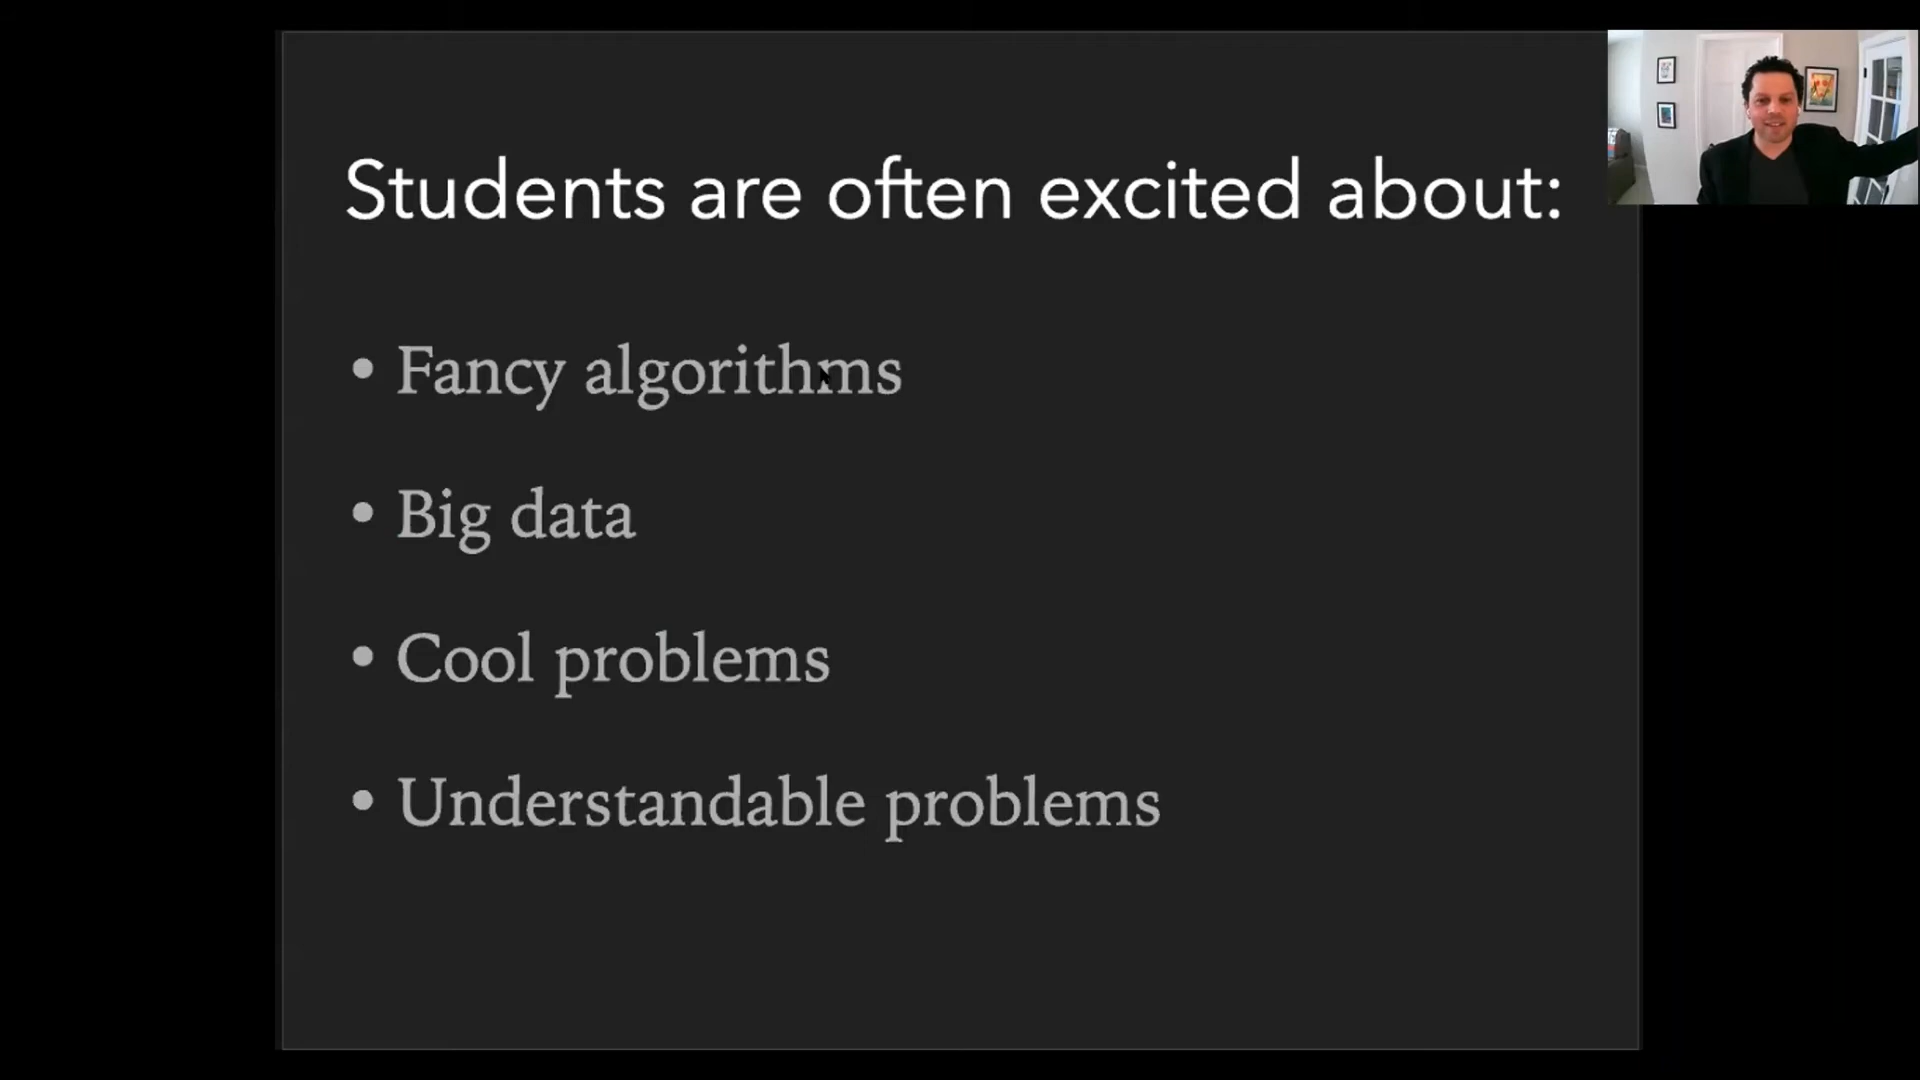 Students are often excited about:
• Fancy algorithms
• Big data
• Cool problems
• Understandable problems